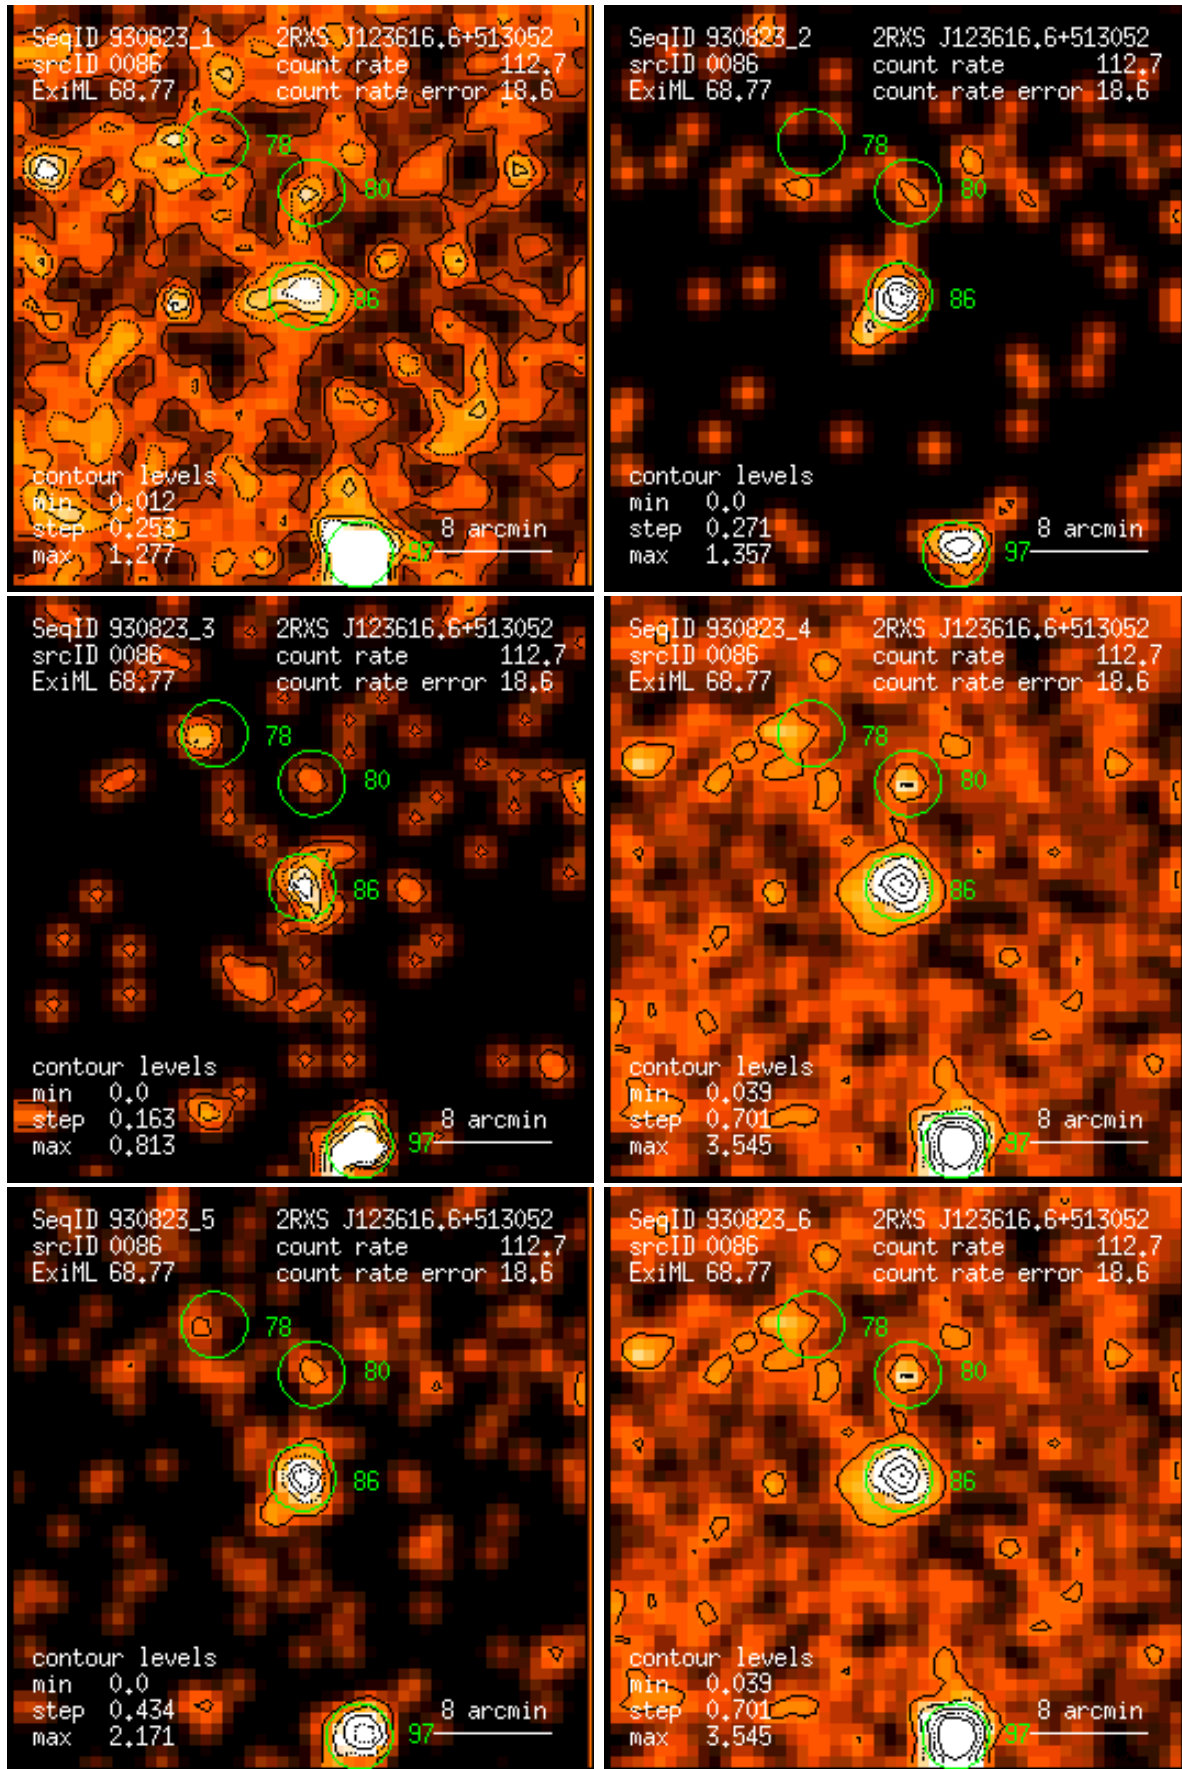 SeqID 930823_1 2RXS J123616.6+513052
srcID 0086 count rate 112.7
ExiML 68.77 count rate error 18.6
78
80
86
contour levels
min 0.012
step 0.253 8 arcmin
max 1.277 97
SeqID 930823_2 2RXS J123616.6+513052
srcID 0086 count rate 112.7
ExiML 68.77 count rate error 18.6
78
80
86
contour levels
min 0.0
step 0.271 8 arcmin
max 1.357 97
SeqID 930823_3 2RXS J123616.6+513052
srcID 0086 count rate 112.7
ExiML 68.77 count rate error 18.6
78
80
86
contour levels
min 0.0
step 0.163 8 arcmin
max 0.813 97
SeqID 930823_4 2RXS J123616.6+513052
srcID 0086 count rate 112.7
ExiML 68.77 count rate error 18.6
78
80
86
contour levels
min 0.039
step 0.701 8 arcmin
max 3.545 97
SeqID 930823_5 2RXS J123616.6+513052
srcID 0086 count rate 112.7
ExiML 68.77 count rate error 18.6
78
80
86
contour levels
min 0.0
step 0.434 8 arcmin
max 2.171 97
SeqID 930823_6 2RXS J123616.6+513052
srcID 0086 count rate 112.7
ExiML 68.77 count rate error 18.6
78
80
86
contour levels
min 0.039
step 0.701 8 arcmin
max 3.545 97